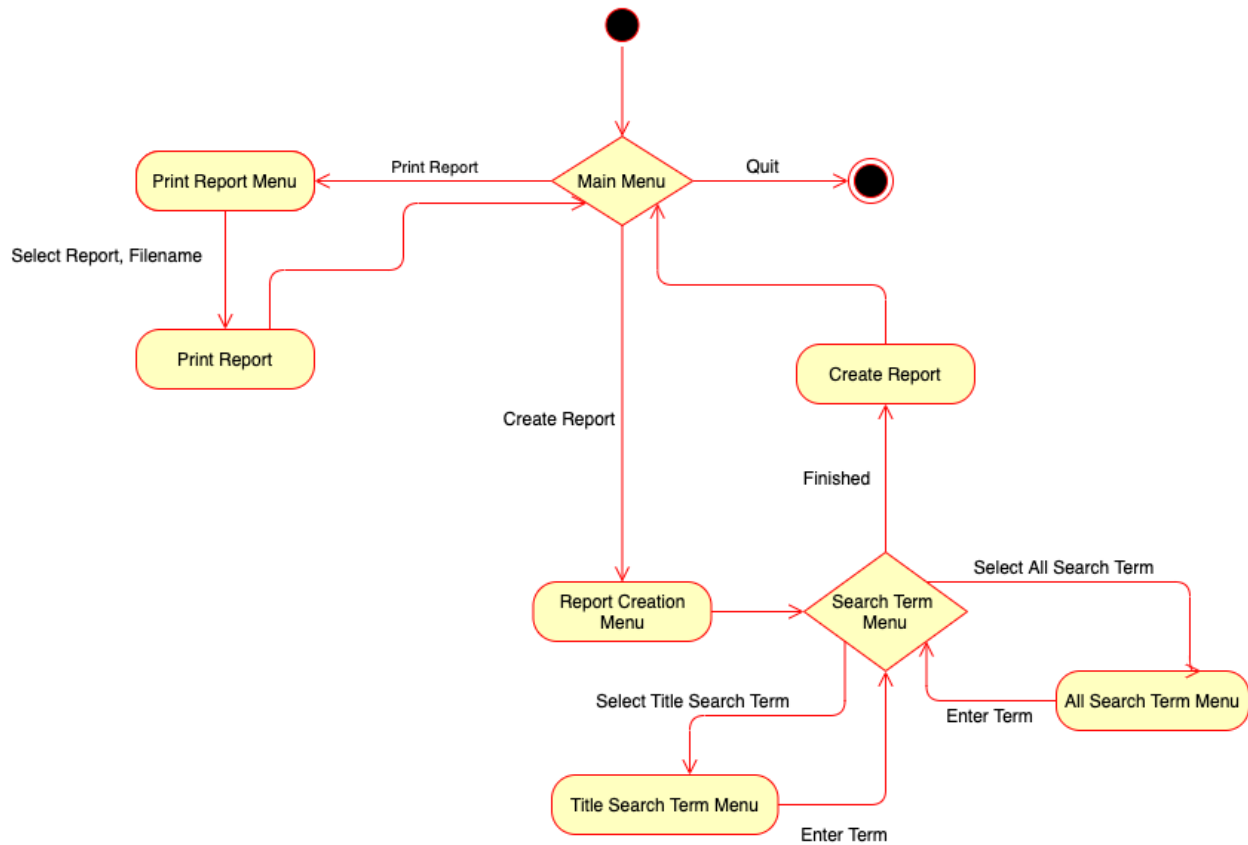 Print Report
Quit
Print Report Menu
Main Menu
Select Report, Filename
Print Report
Create Report
Create Report
Finished
Select All Search Term
Report Creation
Menu
Search Term
Menu
Select Title Search Term
All Search Term Menu
Enter Term
Title Search Term Menu
Enter Term